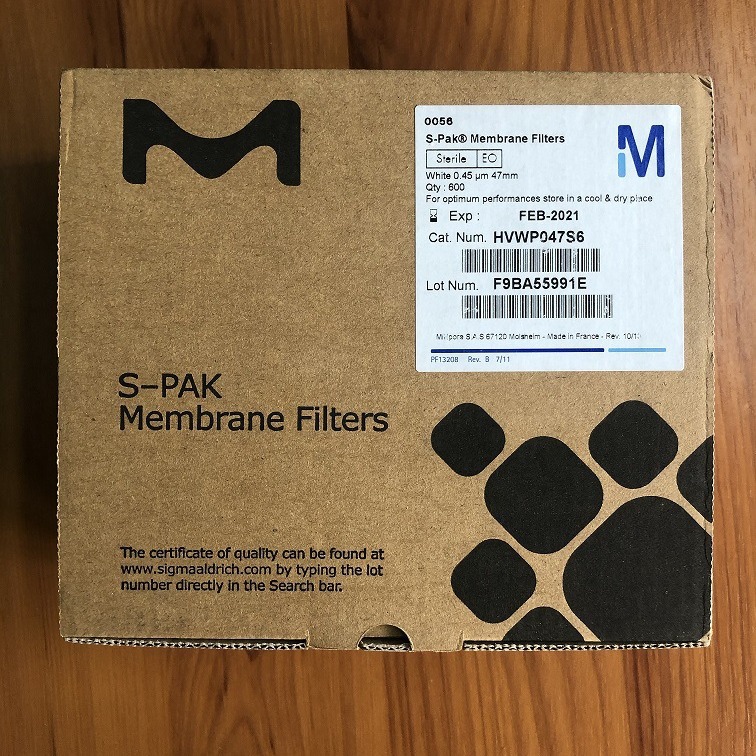 0056
S-Pak® Membrane Filters
Sterile EO
White 0.45 µm 47mm
Qty : 600
For optimum performances store in a cool & dry place
Exp : FEB-2021
Cat. Num. HVWP047S6
Lot Num. F9BA55991E
Millipore S.A.S 67120 Molsheim - Made in France - Rev. 
PF13208 Rev. B 7/11
S-PAK
Membrane Filters
The certificate of quality can be found at
www.sigmaaldrich.com by typing the lot
number directly in the Search bar.